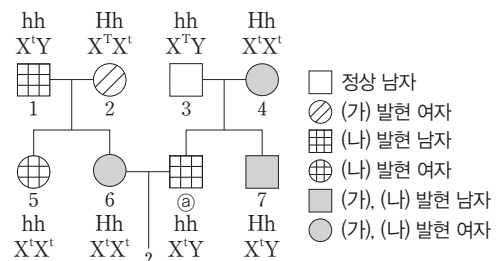 hh Hh hh Hh
XᵗY XᵀXᵗ XᵀY XᵗXᵗ
1 2 3 4
정상 남자
(가) 발현 여자
(나) 발현 남자
(나) 발현 여자
(가), (나) 발현 남자
(가), (나) 발현 여자
5 6 ⓐ 7
hh Hh hh Hh
XᵗXᵗ XᵗXᵗ XᵗY XᵗY
?